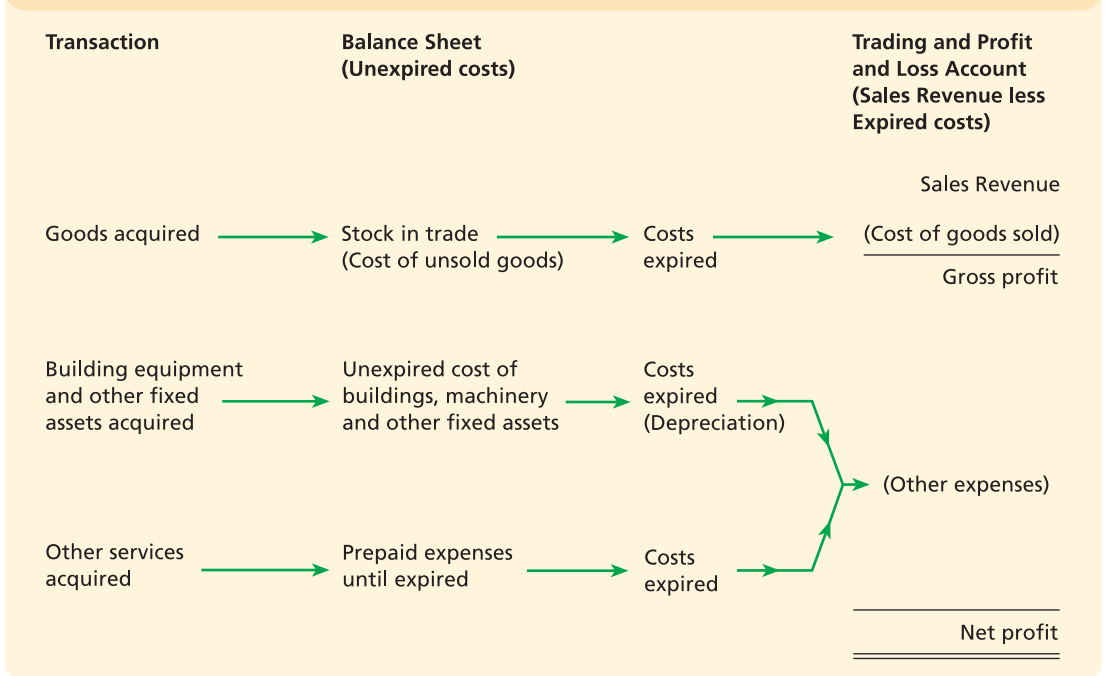 Transaction
Balance Sheet
(Unexpired costs)
Trading and Profit
and Loss Account
(Sales Revenue less
Expired costs)
Sales Revenue
Goods acquired
Stock in trade
(Cost of unsold goods)
Costs
expired
(Cost of goods sold)
Gross profit
Building equipment
and other fixed
assets acquired
Unexpired cost of
buildings, machinery
and other fixed assets
Costs
expired
(Depreciation)
(Other expenses)
Other services
acquired
Prepaid expenses
until expired
Costs
expired
Net profit